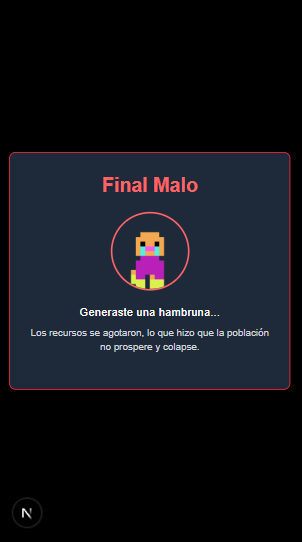 Final Malo
Generaste una hambruna...
Los recursos se agotaron, lo que hizo que la población
no prospere y colapse.
N